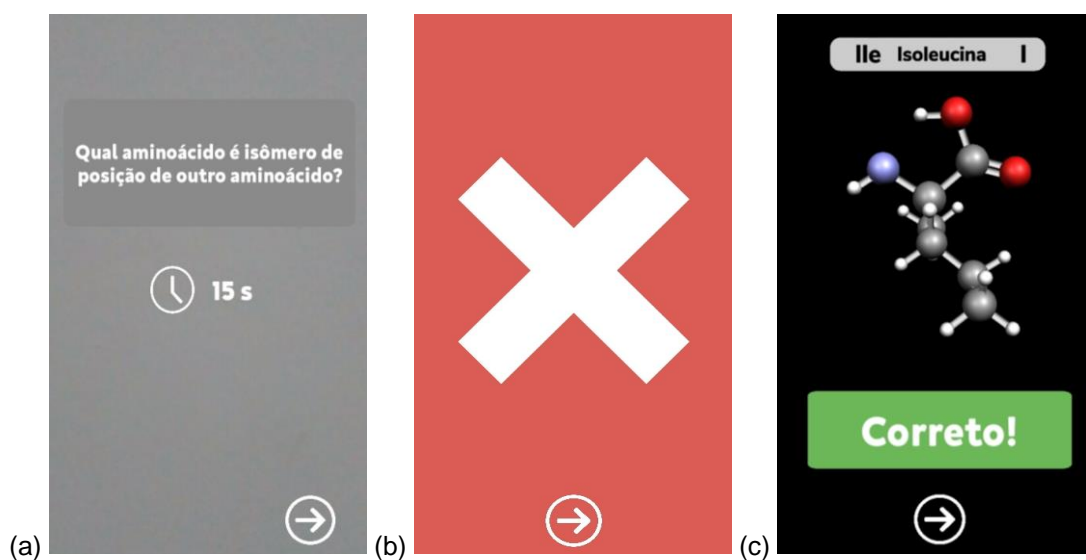 Qual aminoácido é isômero de
posição de outro aminoácido?
15 s
(a)
(b)
Ile Isoleucina I
Correto!
(c)